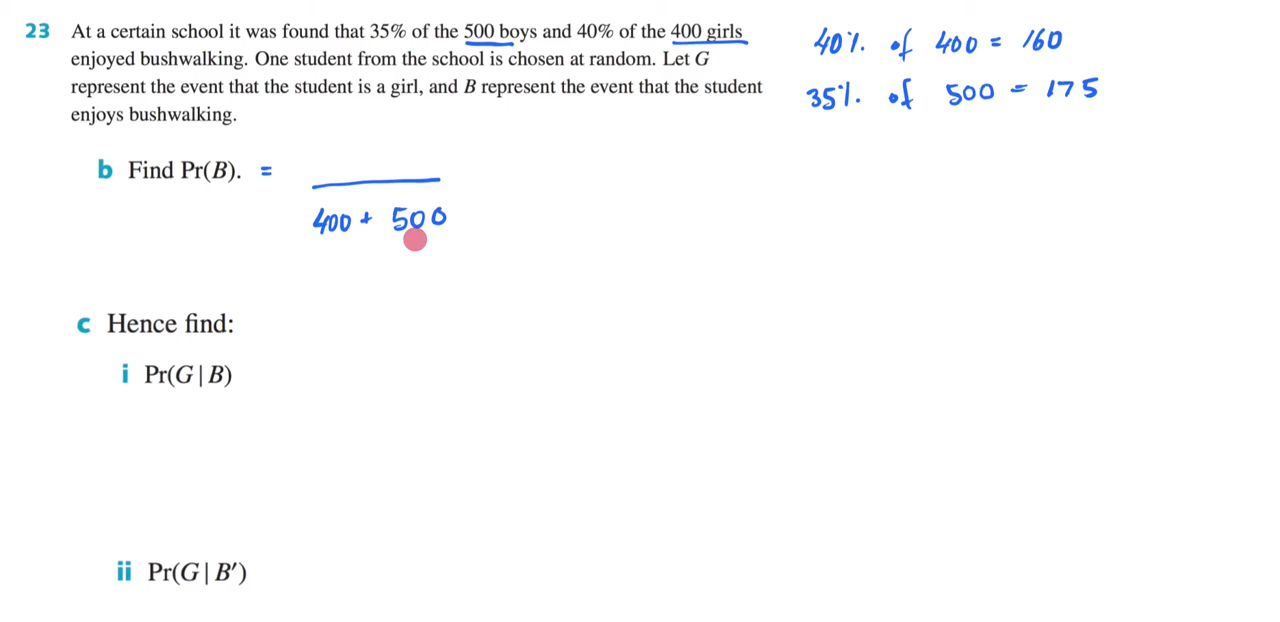 23 At a certain school it was found that 35% of the 500 boys and 40% of the 400 girls
enjoyed bushwalking. One student from the school is chosen at random. Let G
represent the event that the student is a girl, and B represent the event that the student
enjoys bushwalking.
40%. of 400 = 160
35%. of 500 = 175
b Find Pr(B). =
400 + 500
c Hence find:
i Pr(G | B)
ii Pr(G | B′)